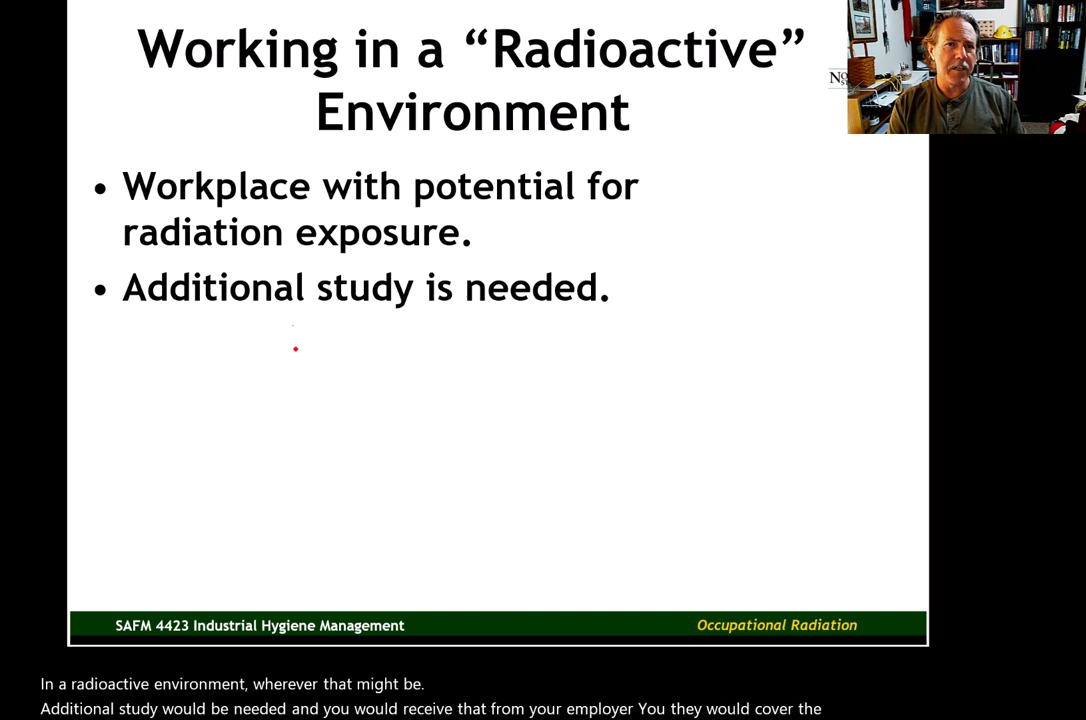 Working in a “Radioactive”
Environment
• Workplace with potential for
radiation exposure.
• Additional study is needed.
SAFM 4423 Industrial Hygiene Management
Occupational Radiation
In a radioactive environment, wherever that might be.
Additional study would be needed and you would receive that from your employer You they would cover the